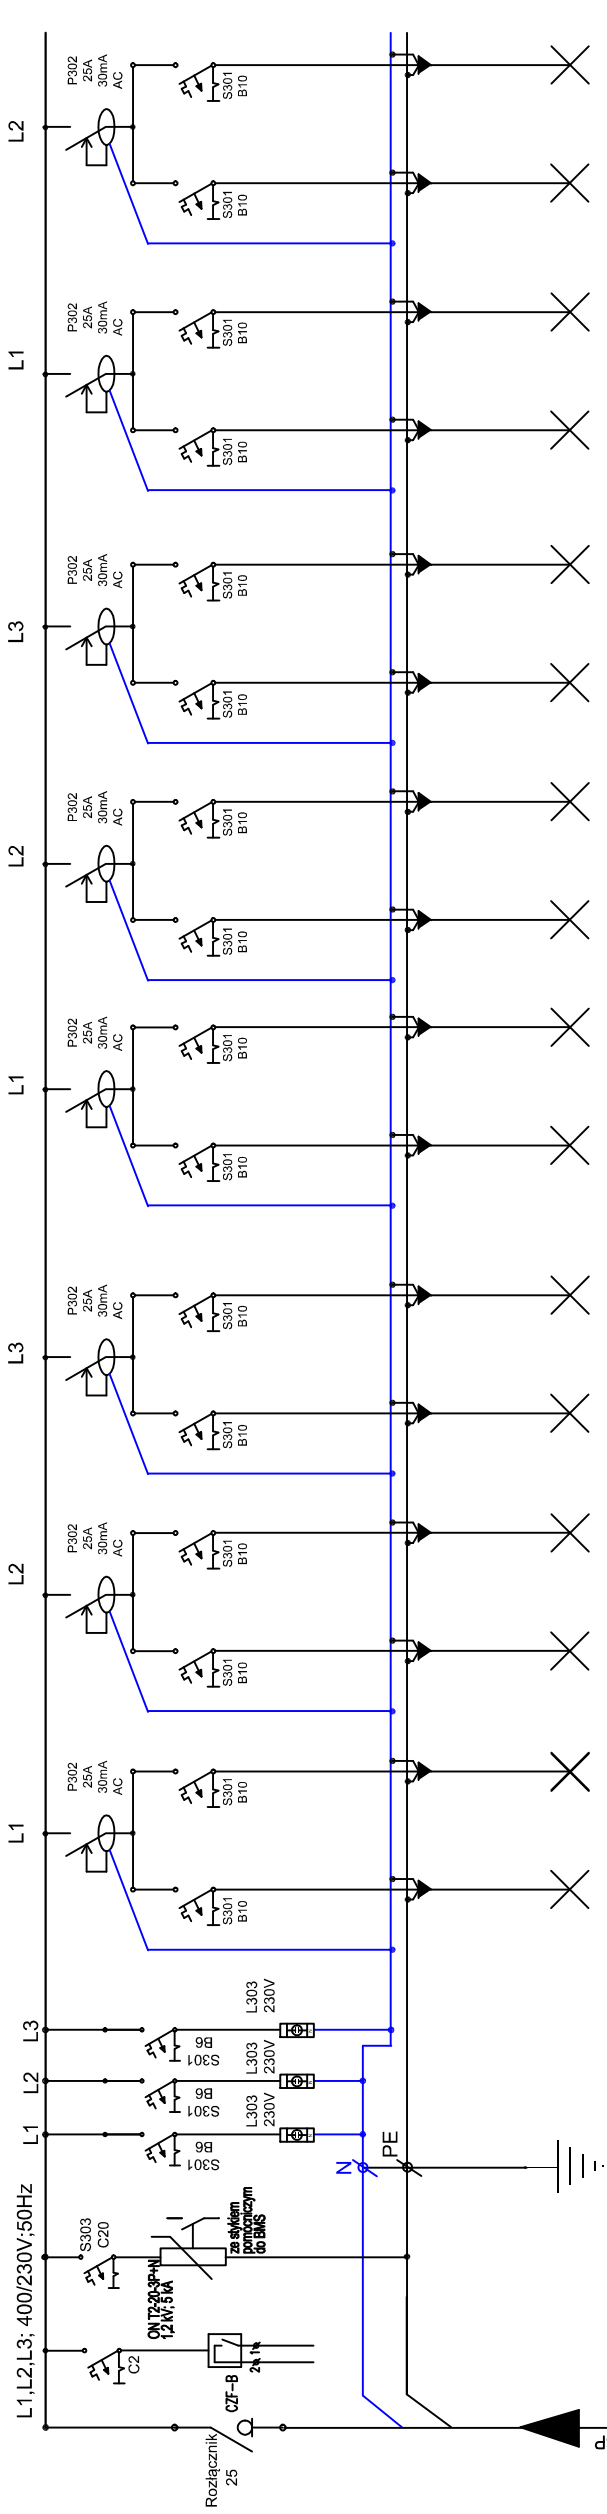 L1,L2,L3; 400/230V;50Hz
Rozłącznik
25
C2
CZF-B
2
1
S303
C20
ON T2-20-3P+N
1,2 kV; 5 kA
ze stykiem
pomocniczym
do BMS
N
PE
L1
S301
B6
L303
230V
L2
S301
B6
L303
230V
L3
S301
B6
L303
230V
L1
P302
25A
30mA
AC
S301
B10
S301
B10
L2
P302
25A
30mA
AC
S301
B10
S301
B10
L3
P302
25A
30mA
AC
S301
B10
S301
B10
L1
P302
25A
30mA
AC
S301
B10
S301
B10
L2
P302
25A
30mA
AC
S301
B10
S301
B10
L3
P302
25A
30mA
AC
S301
B10
S301
B10
L1
P302
25A
30mA
AC
S301
B10
S301
B10
L2
P302
25A
30mA
AC
S301
B10
S301
B10